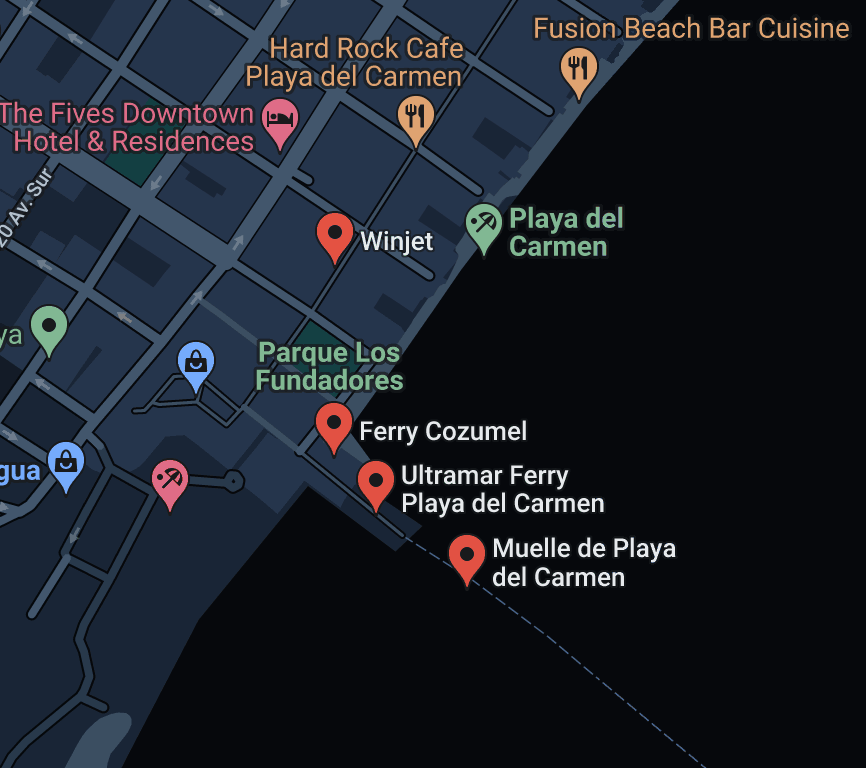 Fusion Beach Bar Cuisine
Hard Rock Cafe
Playa del Carmen
The Fives Downtown
Hotel & Residences
20 Av. Sur
Playa del
Carmen
Winjet
ya
Parque Los
Fundadores
Ferry Cozumel
gua
Ultramar Ferry
Playa del Carmen
Muelle de Playa
del Carmen